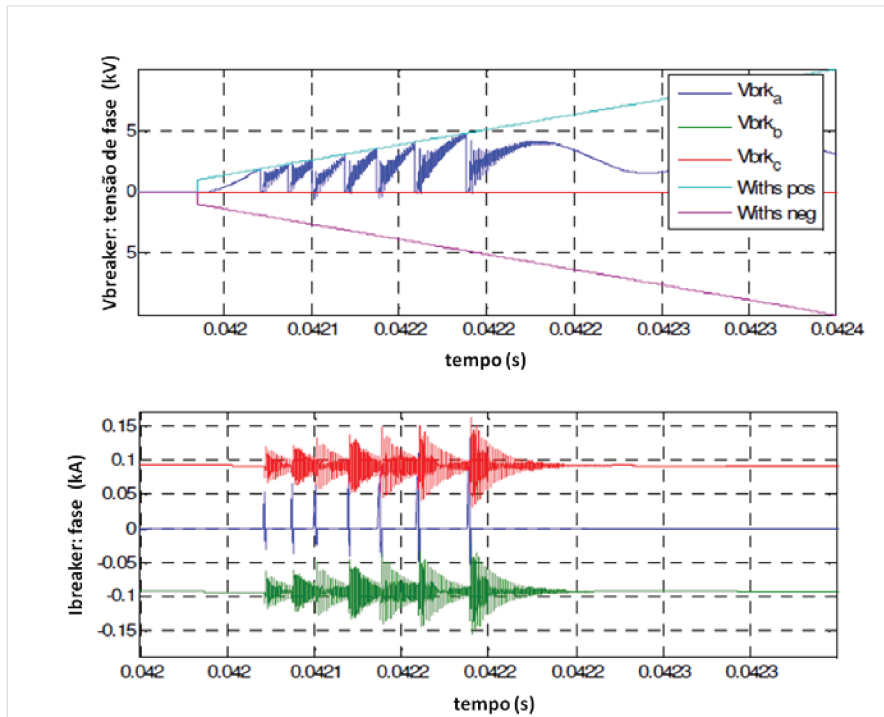 Vbreaker: tensão de fase (kV)
5
0
5
Vbrk_a
Vbrk_b
Vbrk_c
Withs pos
Withs neg
0.042 0.0421 0.0422 0.0422 0.0422 0.0423 0.0423 0.0424
tempo (s)
Ibreaker: fase (kA)
0.15
0.1
0.05
0
-0.05
-0.1
-0.15
0.042 0.042 0.0421 0.0422 0.0422 0.0422 0.0423 0.0423
tempo (s)